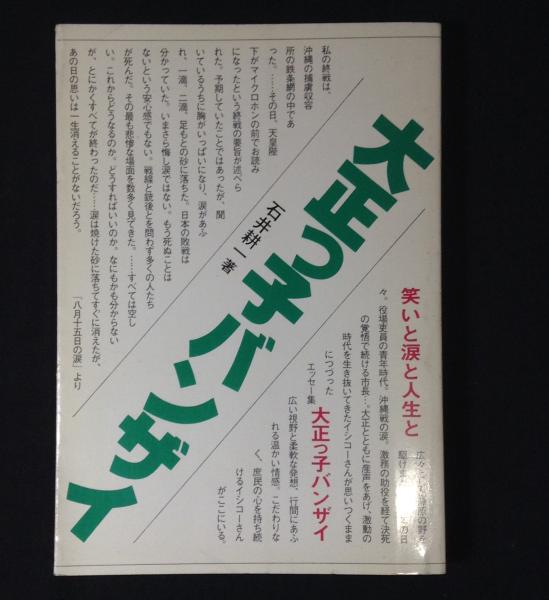 私の終戦は、
沖縄の捕虜収容
所の鉄条網の中であ
った。……その日、天皇陛
下がマイクロホンの前でお読み
になったという終戦の要旨が述べら
れた。予期していたことではあったが、聞
いているうちに胸がいっぱいになり、涙があふ
れ、一滴、二滴、足もとの砂に落ちた。日本の敗戦は
分かっていた。いまさら悔し涙ではない。もう死ぬことは
ないという安心感でもない。戦線と銃後とを問わず多くの人たち
が死んだ。その最も悲惨な場面を数多く見てきた。……すべては空し
い。これからどうなるのか。どうすればいいのか。なにもかも分からない
が、とにかくすべてが終わったのだ……涙は焼けた砂に落ちてすぐに消えたが、
あの日の思いは一生消えることがないだろう。
「八月十五日の涙」より
大正っ子バンザイ
石井耕一著
笑いと涙と人生と
の野を
駆け
の日
々。役場吏員の青年時代。沖縄戦の涙。激務の助役を経て決死
の覚悟で続ける市長…。大正とともに産声をあげ、激動の
時代を生き抜いてきたイシコーさんが思いつくまま
につづった
エッセー集
大正っ子バンザイ
広い視野と柔軟な発想、行間にあふ
れる温かい情感。こだわりな
く、庶民の心を持ち続
けるイシコーさん
がここにいる。